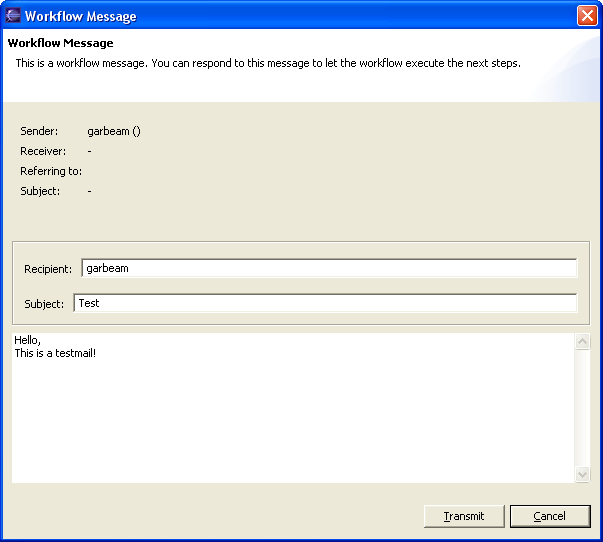 Workflow Message
Workflow Message
This is a workflow message. You can respond to this message to let the workflow execute the next steps.
Sender: garbeam ()
Receiver: -
Referring to:
Subject: -
Recipient: garbeam
Subject: Test
Hello,
This is a testmail!
Transmit Cancel